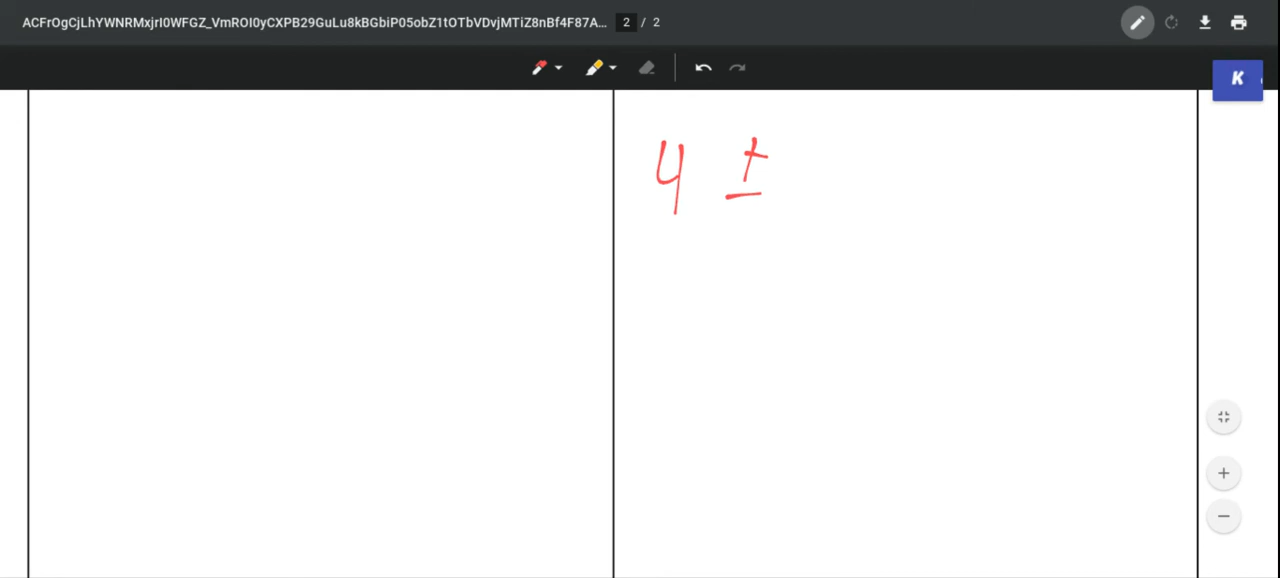 ACFrOgCjLhYWNRMxjrI0WFGZ_VmROI0yCXPB29GuLu8kBGbiP05obZ1tOTbVDvjMTiZ8nBf4F87A... 2 / 2
K
4 ±